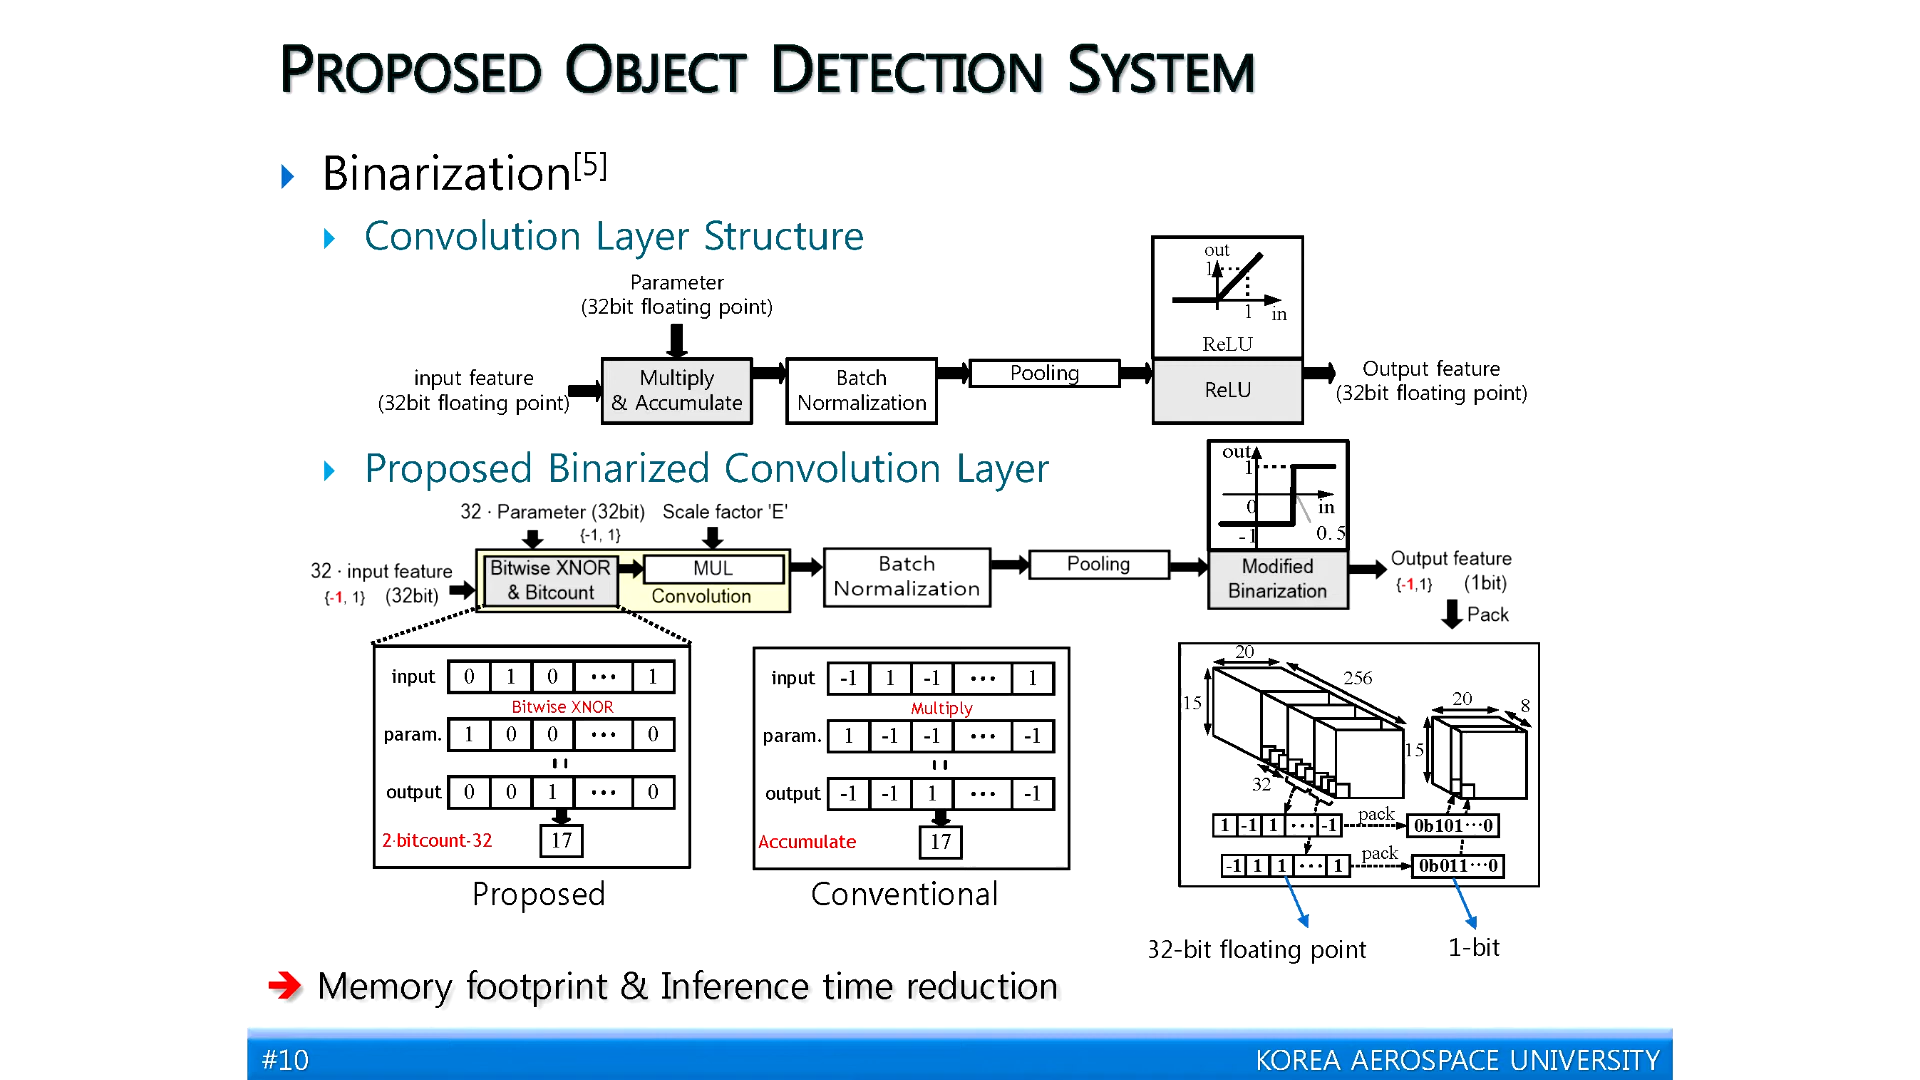 PROPOSED OBJECT DETECTION SYSTEM
Binarization[5]
Convolution Layer Structure
Parameter
(32bit floating point)
input feature
(32bit floating point)
Multiply
& Accumulate
Batch
Normalization
Pooling
out
1
1 in
ReLU
ReLU
Output feature
(32bit floating point)
Proposed Binarized Convolution Layer
32 · Parameter (32bit)
{-1, 1}
Scale factor 'E'
32 · input feature
{-1, 1} (32bit)
Bitwise XNOR
& Bitcount
MUL
Convolution
Batch
Normalization
Pooling
out
1
0 in
-1 0.5
Modified
Binarization
Output feature
{-1,1} (1bit)
Pack
input 0 1 0 ··· 1
Bitwise XNOR
param. 1 0 0 ··· 0
=
output 0 0 1 ··· 0
2·bitcount-32 17
Proposed
input -1 1 -1 ··· 1
Multiply
param. 1 -1 -1 ··· -1
=
output -1 -1 1 ··· -1
Accumulate 17
Conventional
20
256
15
32
20
8
15
1 -1 1 ··· -1 pack 0b101···0
-1 1 1 ··· 1 pack 0b011···0
32-bit floating point
1-bit
Memory footprint & Inference time reduction
#10
KOREA AEROSPACE UNIVERSITY